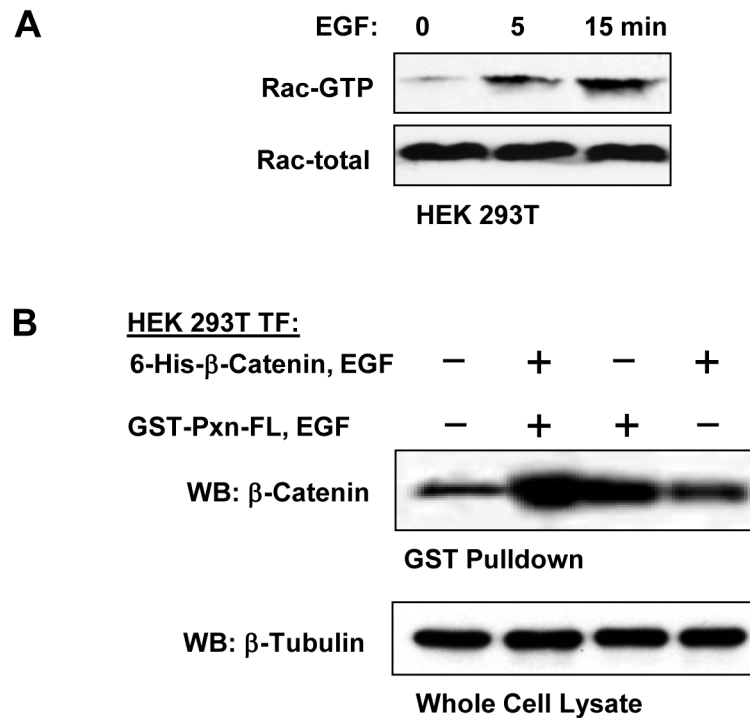 A
EGF: 0 5 15 min
Rac-GTP
Rac-total
HEK 293T
B
HEK 293T TF:
6-His-β-Catenin, EGF − + − +
GST-Pxn-FL, EGF − + + −
WB: β-Catenin
GST Pulldown
WB: β-Tubulin
Whole Cell Lysate